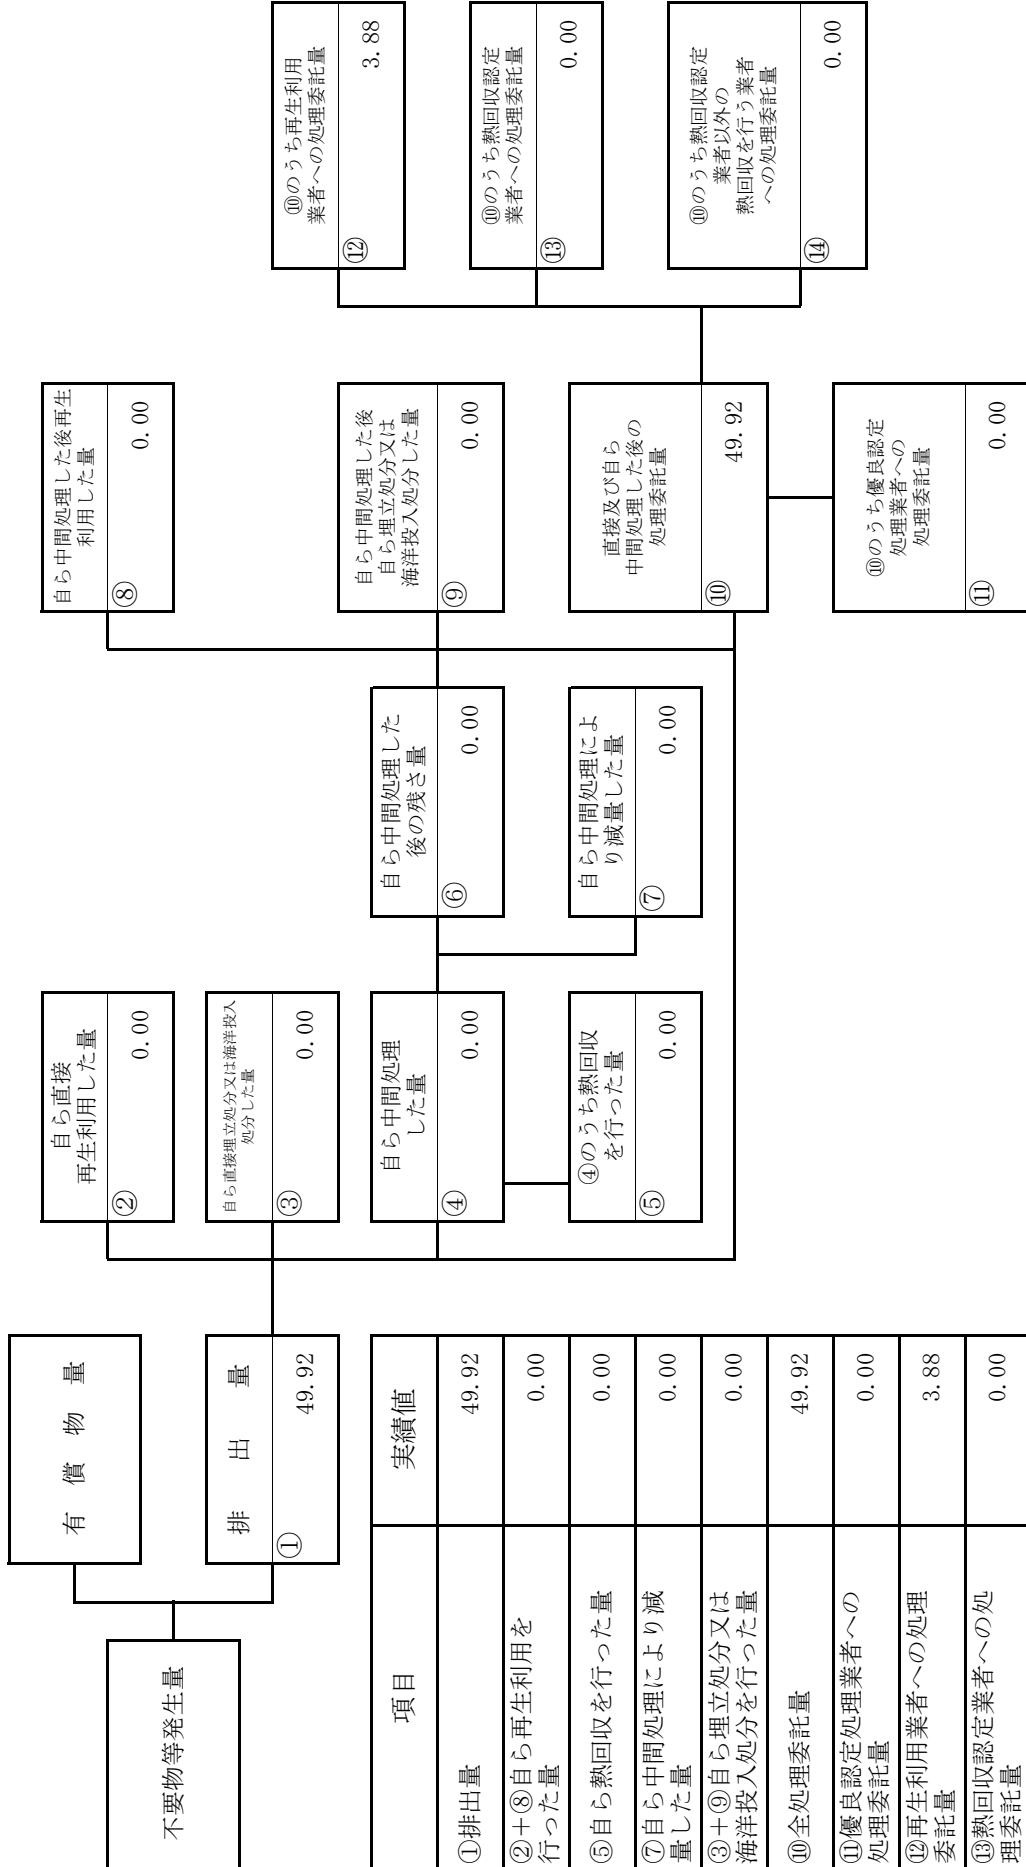 不要物等発生量
有償物量
排出量
①
49.92
自ら直接
再生利用した量
②
0.00
自ら直接埋立処分又は海洋投入
処分した量
③
0.00
自ら中間処理
した量
④
0.00
④のうち熱回収
を行った量
⑤
0.00
自ら中間処理した
後の残さ量
⑥
0.00
自ら中間処理によ
り減量した量
⑦
0.00
自ら中間処理した後再生
利用した量
⑧
0.00
自ら中間処理した後
自ら埋立処分又は
海洋投入処分した量
⑨
0.00
直接及び自ら
中間処理した後の
処理委託量
⑩
49.92
⑩のうち優良認定
処理業者への
処理委託量
⑪
0.00
⑩のうち再生利用
業者への処理委託量
⑫
3.88
⑩のうち熱回収認定
業者への処理委託量
⑬
0.00
⑩のうち熱回収認定
業者以外の
熱回収を行う業者
への処理委託量
⑭
0.00
項目
実績値
①排出量
49.92
②＋⑧自ら再生利用を
行った量
0.00
⑤自ら熱回収を行った量
0.00
⑦自ら中間処理により減
量した量
0.00
③＋⑨自ら埋立処分又は
海洋投入処分を行った量
0.00
⑩全処理委託量
49.92
⑪優良認定処理業者への
処理委託量
0.00
⑫再生利用業者への処理
委託量
3.88
⑬熱回収認定業者への処
理委託量
0.00